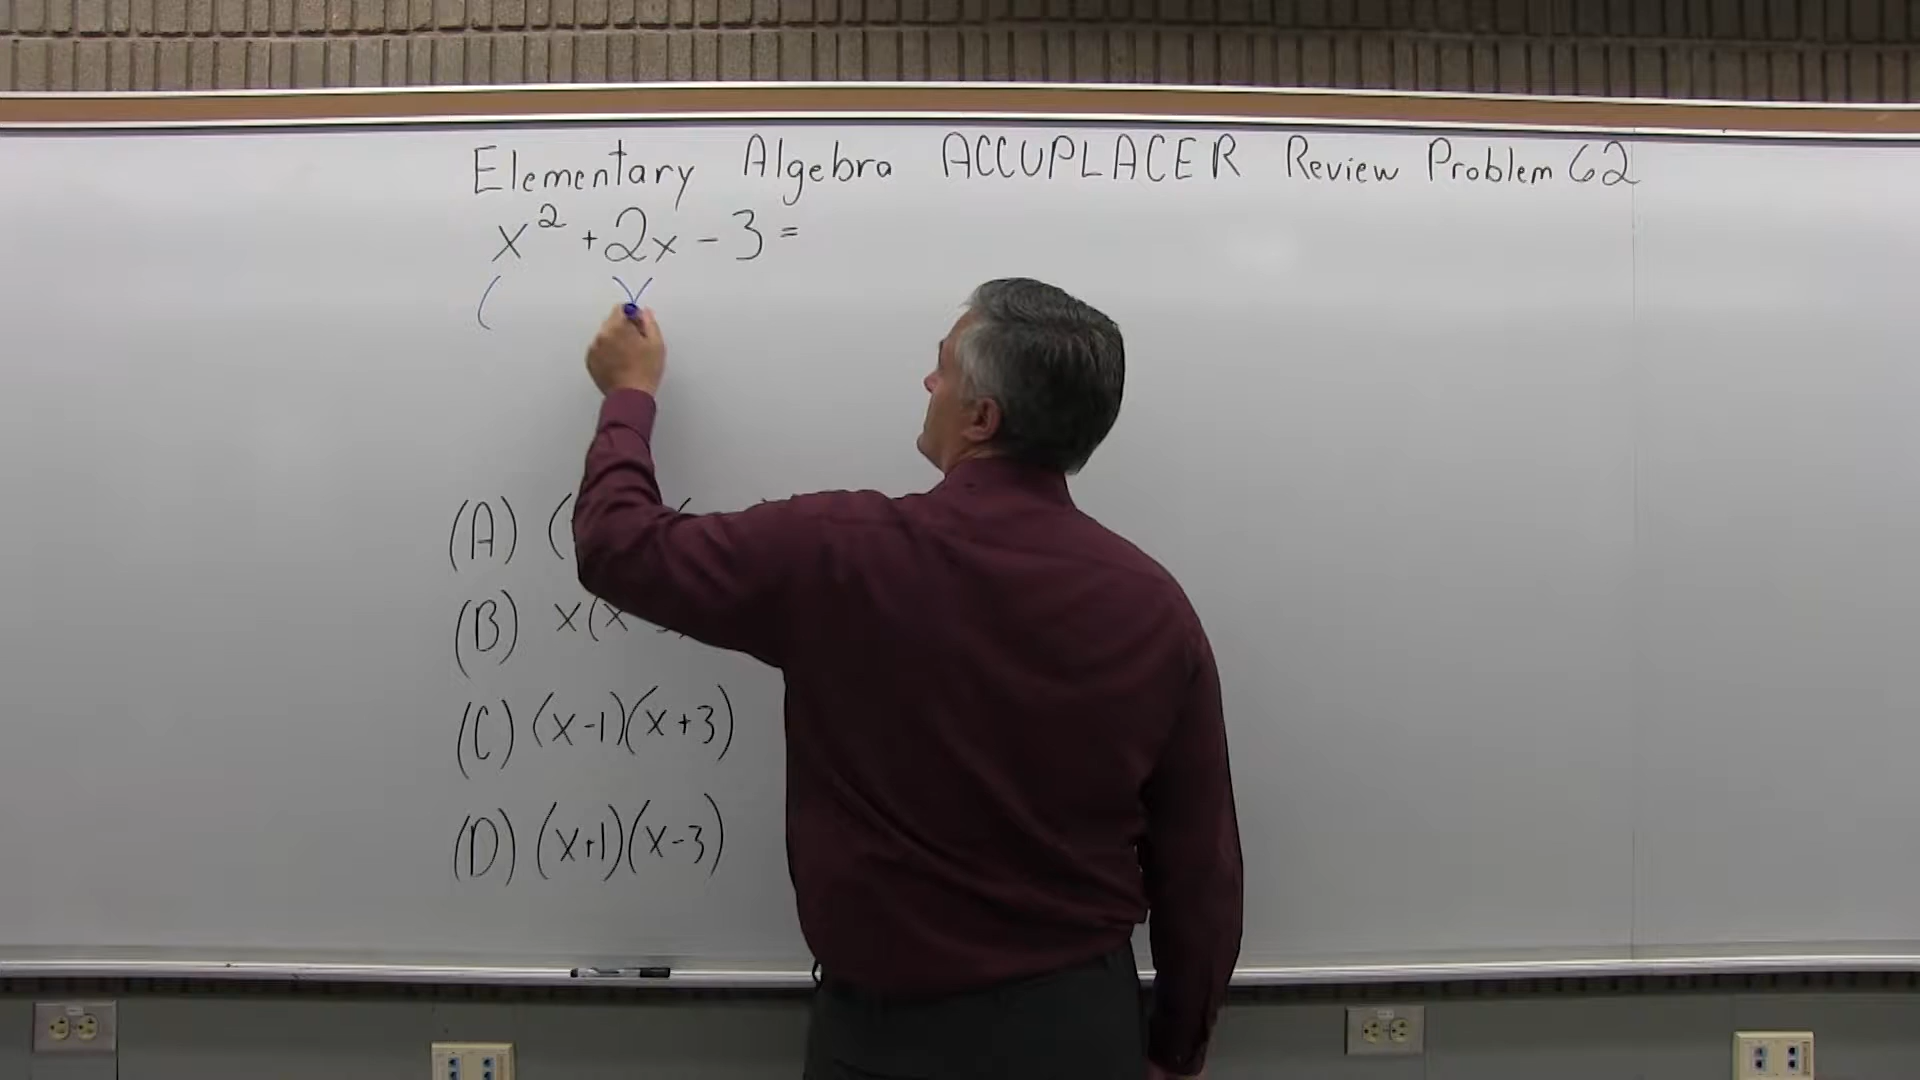 Elementary Algebra ACCUPLACER Review Problem 62
x² + 2x - 3 =
( )(
(A) ( (
(B) x(x
(C) (x-1)(x+3)
(D) (x+1)(x-3)